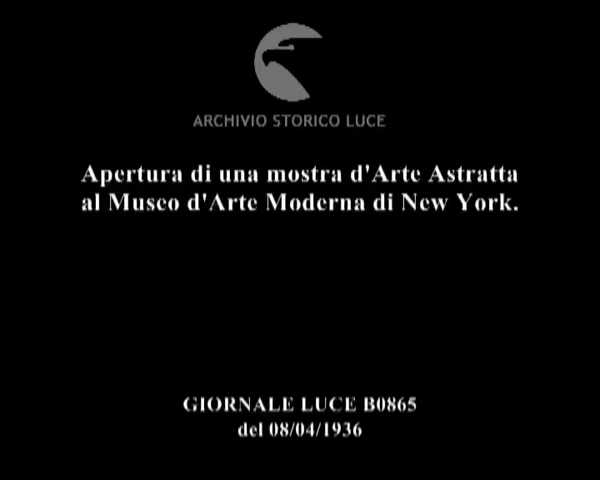 ARCHIVIO STORICO LUCE
Apertura di una mostra d'Arte Astratta
al Museo d'Arte Moderna di New York.
GIORNALE LUCE B0865
del 08/04/1936